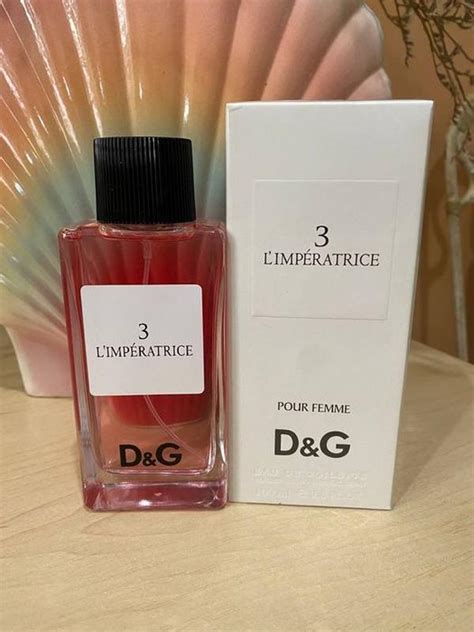 3
L'IMPÉRATRICE
D&G
3
L'IMPÉRATRICE
POUR FEMME
D&G
EAU DE TOILETTE